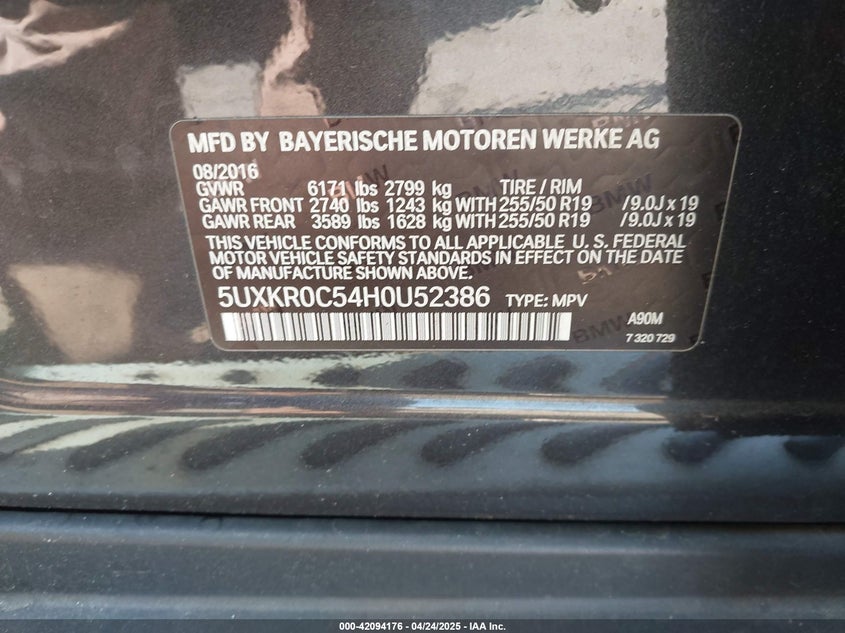 MFD BY BAYERISCHE MOTOREN WERKE AG
08/2016
GVWR 6171 lbs 2799 kg TIRE / RIM
GAWR FRONT 2740 lbs 1243 kg WITH 255/50 R19 /9.0J x 19
GAWR REAR 3589 lbs 1628 kg WITH 255/50 R19 /9.0J x 19
THIS VEHICLE CONFORMS TO ALL APPLICABLE U. S. FEDERAL
MOTOR VEHICLE SAFETY STANDARDS IN EFFECT ON THE DATE
OF MANUFACTURE SHOWN ABOVE.
5UXKR0C54H0U52386 TYPE: MPV
A90M
7 320 729
000-42094176 - 04/24/2025 - IAA Inc.